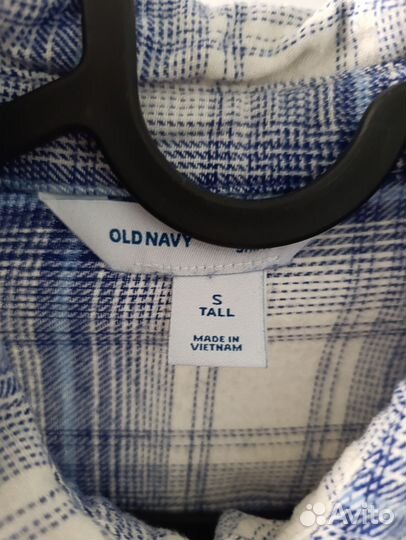 OLD NAVY
S
TALL
MADE IN
VIETNAM
Avito